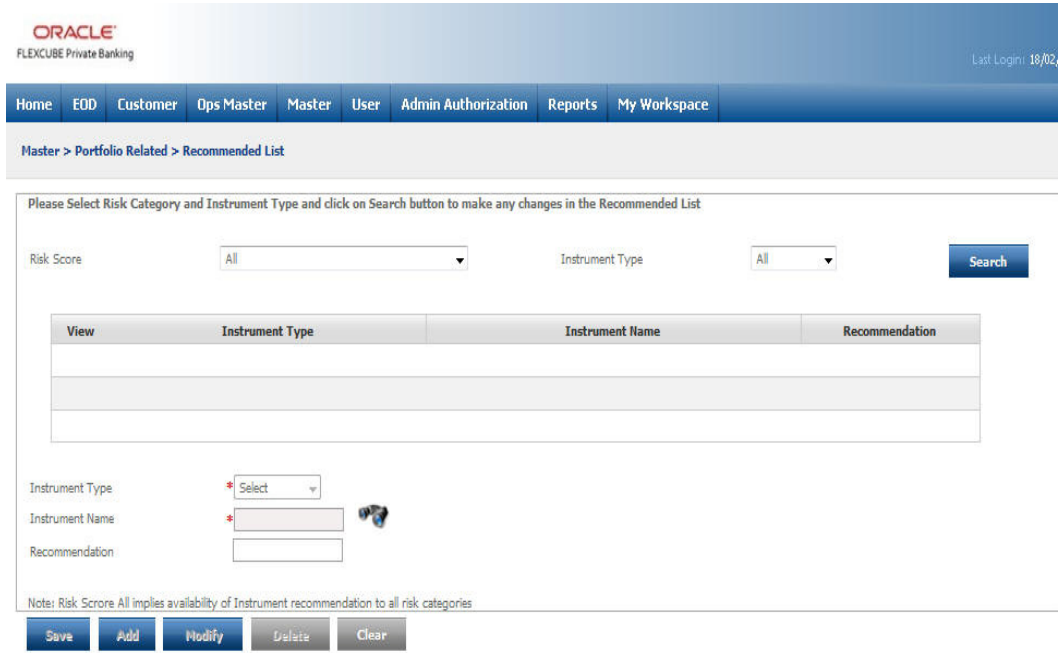 ORACLE
FLEXCUBE Private Banking
Last Login: 18/02/
Home EOD Customer Ops Master Master User Admin Authorization Reports My Workspace
Master > Portfolio Related > Recommended List
Please Select Risk Category and Instrument Type and click on Search button to make any changes in the Recommended List
Risk Score All Instrument Type All Search
View Instrument Type Instrument Name Recommendation
Instrument Type * Select
Instrument Name *
Recommendation
Note: Risk Scrore All implies availability of Instrument recommendation to all risk categories
Save Add Modify Delete Clear